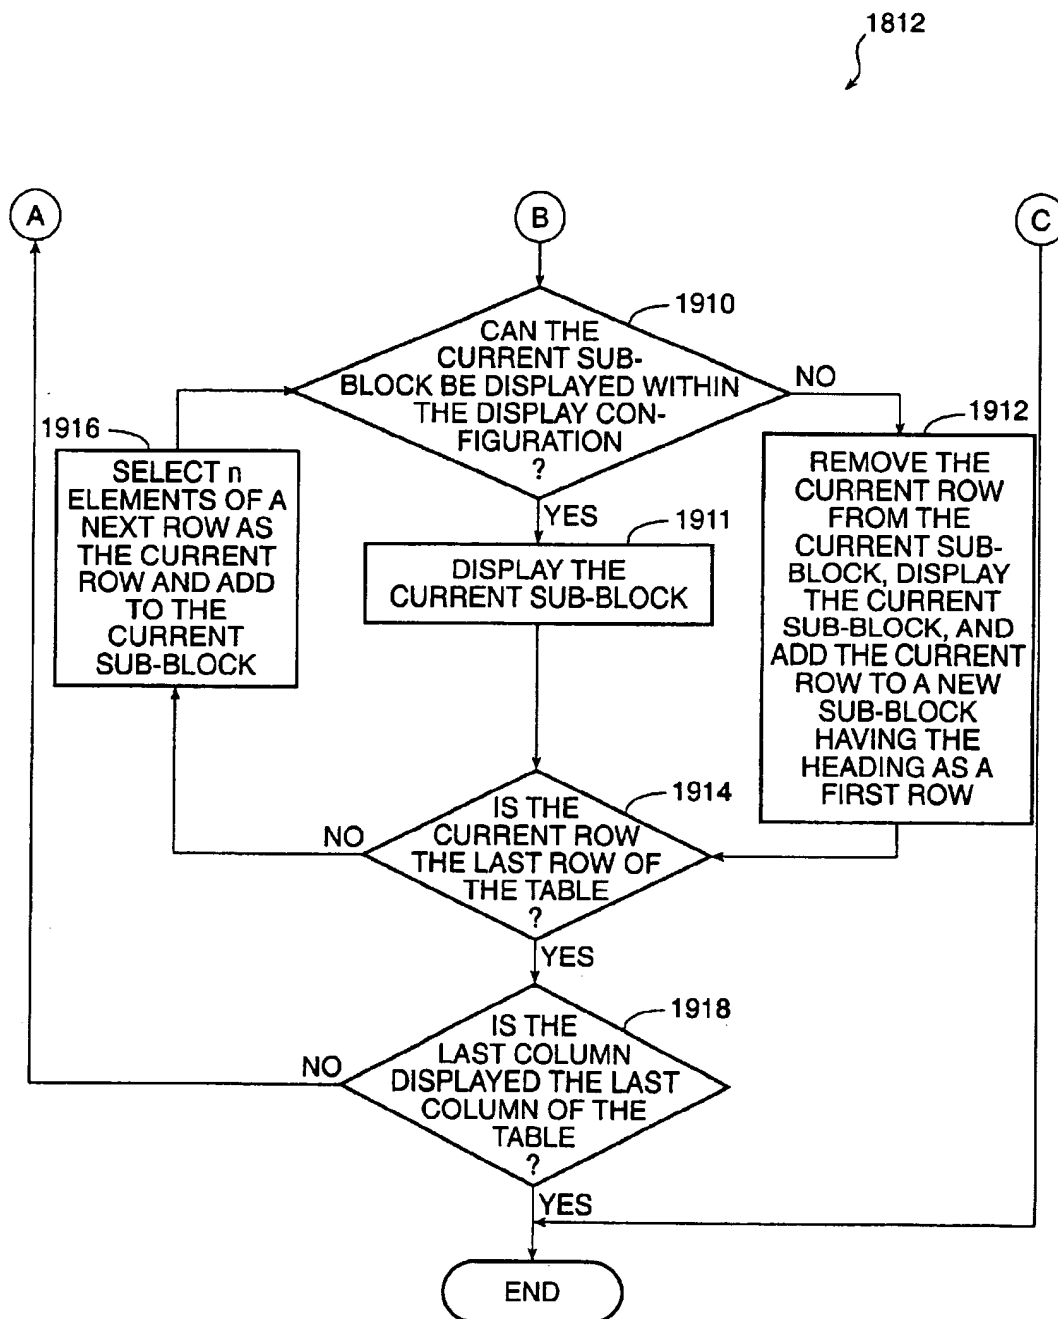 1812
A
B
C
1910
CAN THE
CURRENT SUB-
BLOCK BE DISPLAYED WITHIN
THE DISPLAY CON-
FIGURATION
?
NO
YES
1916
SELECT n
ELEMENTS OF A
NEXT ROW AS
THE CURRENT
ROW AND ADD
TO THE
CURRENT
SUB-BLOCK
1911
DISPLAY THE
CURRENT SUB-BLOCK
1912
REMOVE THE
CURRENT ROW
FROM THE
CURRENT SUB-
BLOCK, DISPLAY
THE CURRENT
SUB-BLOCK, AND
ADD THE CURRENT
ROW TO A NEW
SUB-BLOCK
HAVING THE
HEADING AS A
FIRST ROW
1914
IS THE
CURRENT ROW
THE LAST ROW OF
THE TABLE
?
NO
YES
1918
IS THE
LAST COLUMN
DISPLAYED THE LAST
COLUMN OF THE
TABLE
?
NO
YES
END